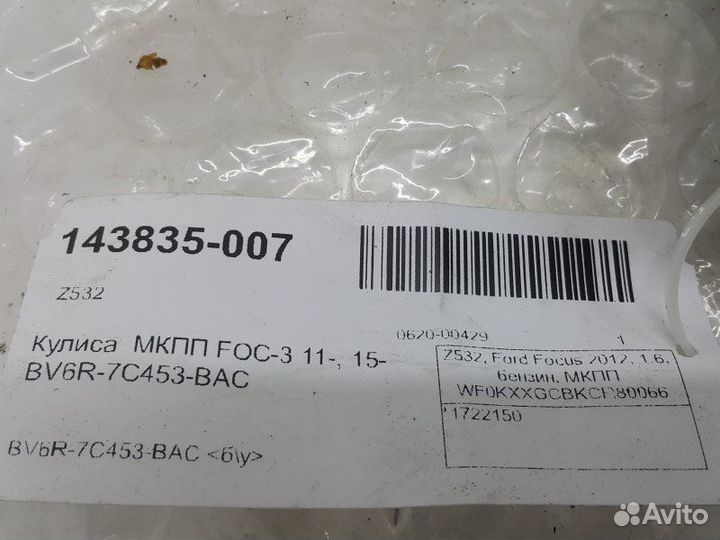 143835-007
Z532
Кулиса МКПП FOC-3 11-, 15-
BV6R-7C453-BAC
BV6R-7C453-BAC <б\у>
0620-00429 1
Z532, Ford Focus 2012, 1.6,
бензин, МКПП
1722150
Avito